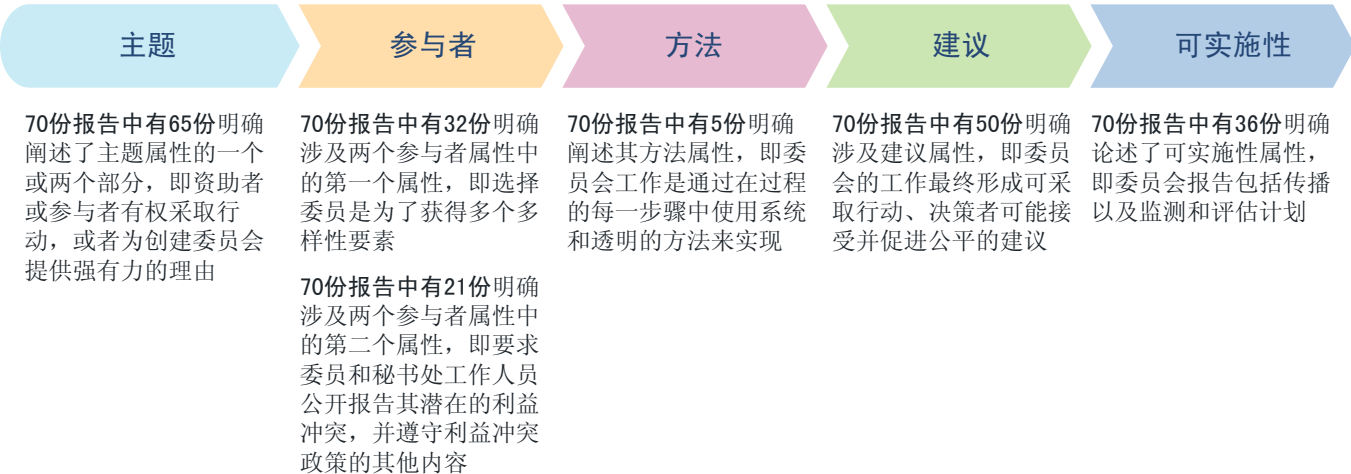 主题
参与者
方法
建议
可实施性
70份报告中有65份明确
阐述了主题属性的一个
或两个部分，即资助者
或参与者有权采取行
动，或者为创建委员会
提供强有力的理由
70份报告中有32份明确
涉及两个参与者属性中
的第一个属性，即选择
委员是为了获得多个多
样性要素
70份报告中有21份明确
涉及两个参与者属性中
的第二个属性，即要求
委员和秘书处工作人员
公开报告其潜在的利益
冲突，并遵守利益冲突
政策的其他内容
70份报告中有5份明确
阐述其方法属性，即委
员会工作是通过在过程
的每一步骤中使用系统
和透明的方法来实现
70份报告中有50份明确
涉及建议属性，即委员
会的工作最终形成可采
取行动、决策者可能接
受并促进公平的建议
70份报告中有36份明确
论述了可实施性属性，
即委员会报告包括传播
以及监测和评估计划